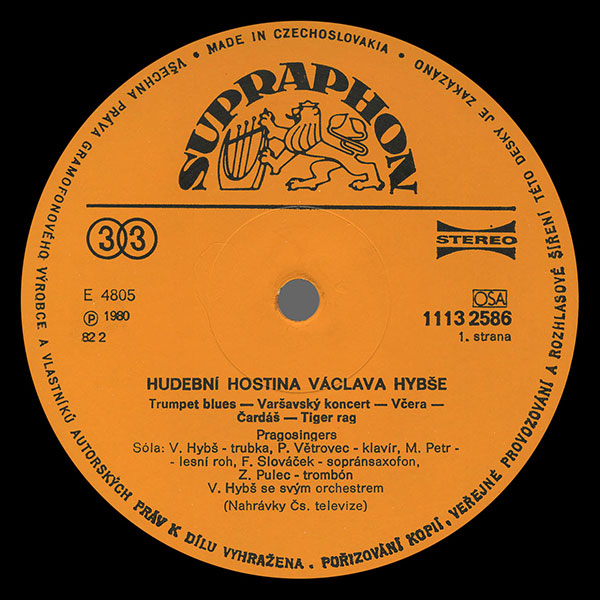 VŠECHNA PRÁVA GRAMOFONOVÉHO VÝROBCE A VLASTNÍKŮ AUTORSKÝCH PRÁV K DÍLU VYHRAŽENA. POŘIZOVÁNÍ KOPIÍ, VEŘEJNÉ PROVOZOVÁNÍ A ROZHLASOVÉ ŠÍŘENÍ TÉTO DESKY JE ZAKÁZÁNO • MADE IN CZECHOSLOVAKIA •
SUPRAPHON
33
STEREO
E 4805
Ⓟ 1980
82 2
OSA
1113 2586
1. strana
HUDEBNÍ HOSTINA VÁCLAVA HYBŠE
Trumpet blues — Varšavský koncert — Včera —
Čardáš — Tiger rag
Pragosingers
Sóla: V. Hybš - trubka, P. Větrovec - klavír, M. Petr -
- lesní roh, F. Slováček - sopránsaxofon,
Z. Pulec - trombón
V. Hybš se svým orchestrem
(Nahrávky Čs. televize)